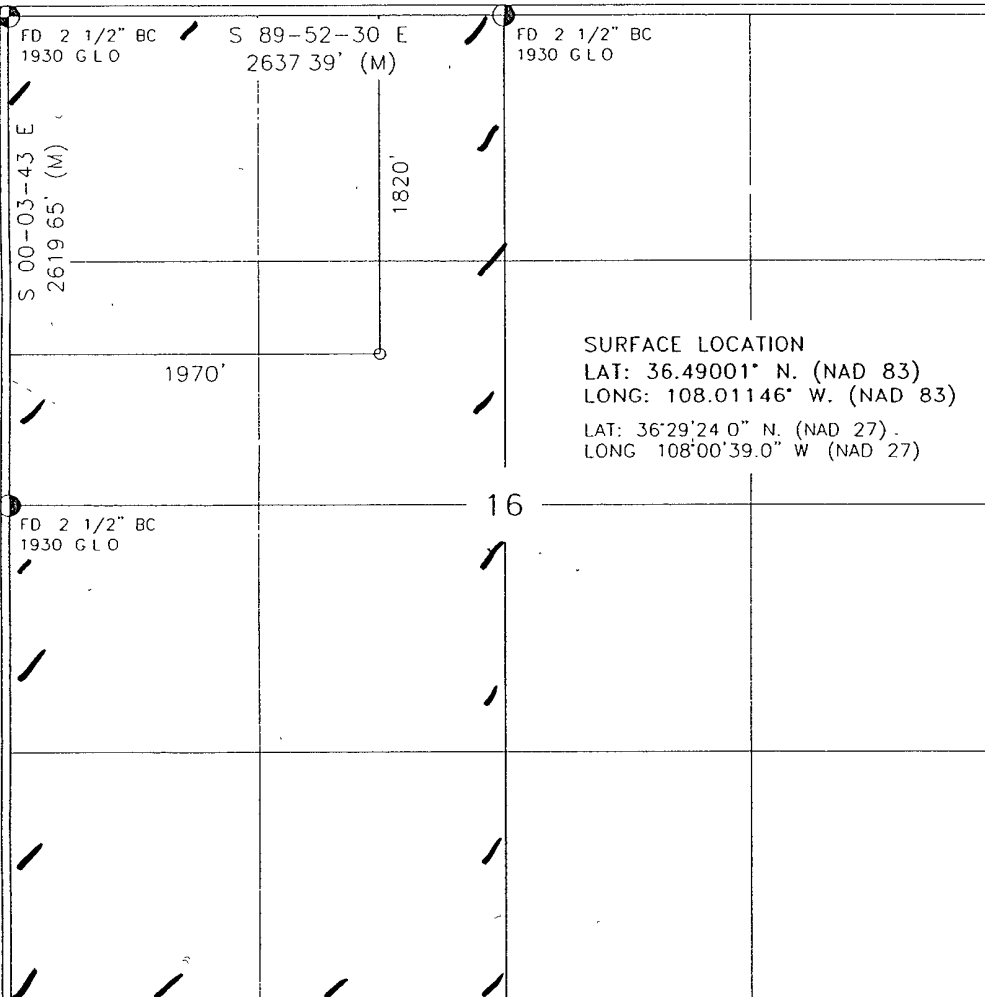 FD 2 1/2" BC
1930 G L O
S 89-52-30 E
2637 39' (M)
FD 2 1/2" BC
1930 G L O
S 00-03-43 E
2619 65' (M)
1820'
1970'
SURFACE LOCATION
LAT: 36.49001° N. (NAD 83)
LONG: 108.01146° W. (NAD 83)
LAT: 36°29'24 0" N. (NAD 27).
LONG 108°00'39.0" W (NAD 27)
16
FD 2 1/2" BC
1930 G L O